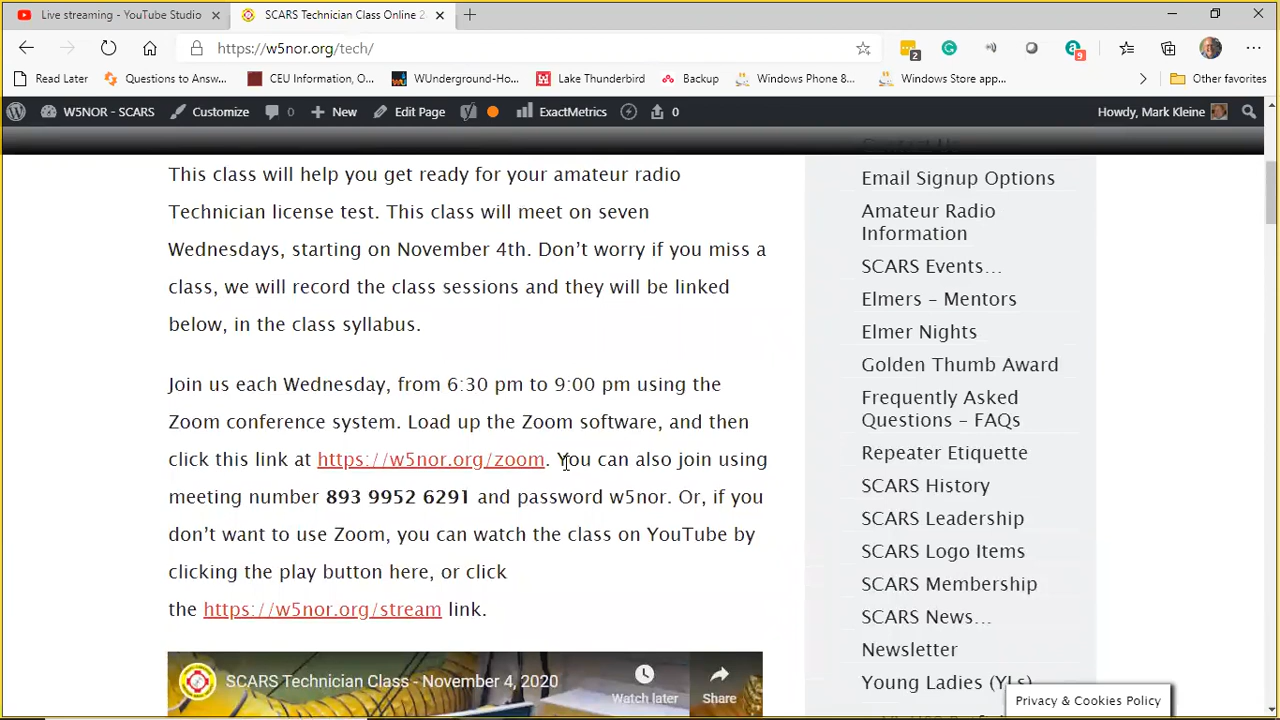 Live streaming - YouTube Studio
SCARS Technician Class Online 2
https://w5nor.org/tech/
2
9
Read Later
Questions to Answ...
CEU Information, O...
WUnderground-Ho...
Lake Thunderbird
Backup
Windows Phone 8...
Windows Store app...
Other favorites
W5NOR - SCARS
Customize
0
New
Edit Page
ExactMetrics
0
Howdy, Mark Kleine
This class will help you get ready for your amateur radio
Technician license test. This class will meet on seven
Wednesdays, starting on November 4th. Don't worry if you miss a
class, we will record the class sessions and they will be linked
below, in the class syllabus.
Join us each Wednesday, from 6:30 pm to 9:00 pm using the
Zoom conference system. Load up the Zoom software, and then
click this link at https://w5nor.org/zoom. You can also join using
meeting number 893 9952 6291 and password w5nor. Or, if you
don't want to use Zoom, you can watch the class on YouTube by
clicking the play button here, or click
the https://w5nor.org/stream link.
SCARS Technician Class - November 4, 2020
Watch later
Share
Contact Us
Email Signup Options
Amateur Radio
Information
SCARS Events...
Elmers – Mentors
Elmer Nights
Golden Thumb Award
Frequently Asked
Questions – FAQs
Repeater Etiquette
SCARS History
SCARS Leadership
SCARS Logo Items
SCARS Membership
SCARS News...
Newsletter
Young Ladies (YLs)
Privacy & Cookies Policy